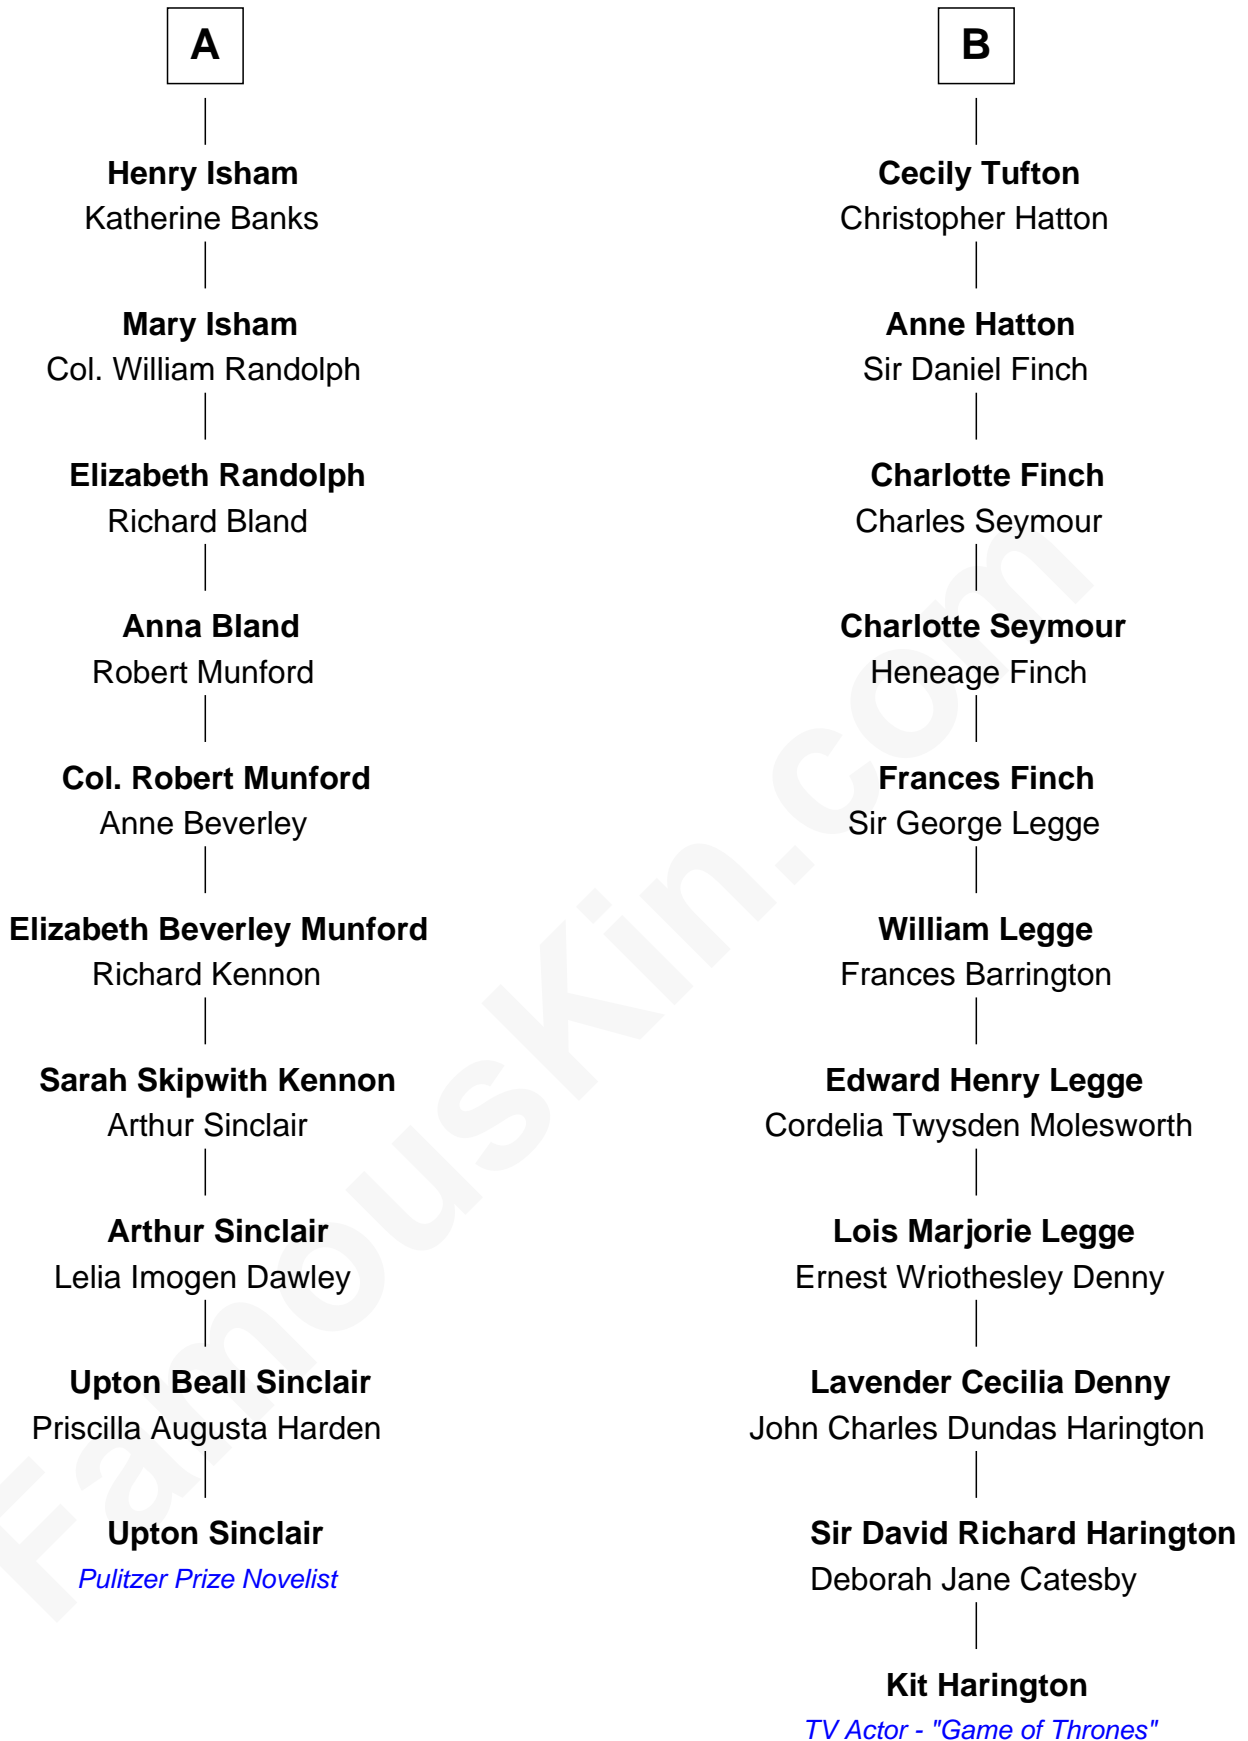 A
Henry Isham
Katherine Banks
Mary Isham
Col. William Randolph
Elizabeth Randolph
Richard Bland
Anna Bland
Robert Munford
Col. Robert Munford
Anne Beverley
Elizabeth Beverley Munford
Richard Kennon
Sarah Skipwith Kennon
Arthur Sinclair
Arthur Sinclair
Lelia Imogen Dawley
Upton Beall Sinclair
Priscilla Augusta Harden
Upton Sinclair
Pulitzer Prize Novelist
B
Cecily Tufton
Christopher Hatton
Anne Hatton
Sir Daniel Finch
Charlotte Finch
Charles Seymour
Charlotte Seymour
Heneage Finch
Frances Finch
Sir George Legge
William Legge
Frances Barrington
Edward Henry Legge
Cordelia Twysden Molesworth
Lois Marjorie Legge
Ernest Wriothesley Denny
Lavender Cecilia Denny
John Charles Dundas Harington
Sir David Richard Harington
Deborah Jane Catesby
Kit Harington
TV Actor - "Game of Thrones"
FamousKin.com